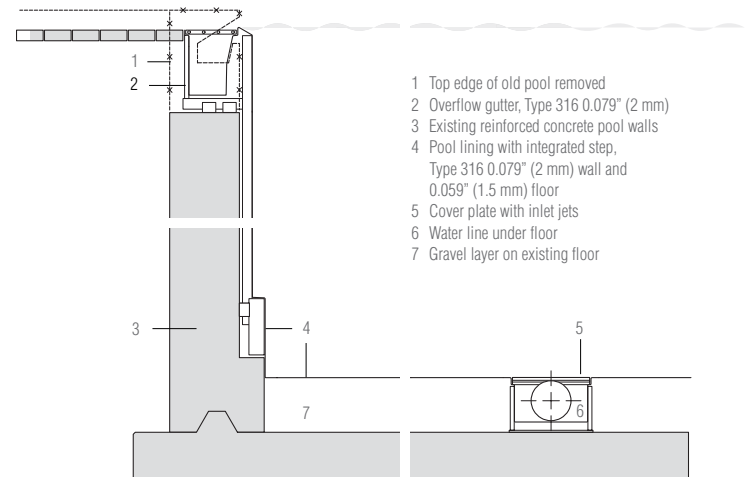 1
2
1 Top edge of old pool removed
2 Overflow gutter, Type 316 0.079” (2 mm)
3 Existing reinforced concrete pool walls
4 Pool lining with integrated step,
Type 316 0.079” (2 mm) wall and
0.059” (1.5 mm) floor
5 Cover plate with inlet jets
6 Water line under floor
7 Gravel layer on existing floor
3
4
5
7
6